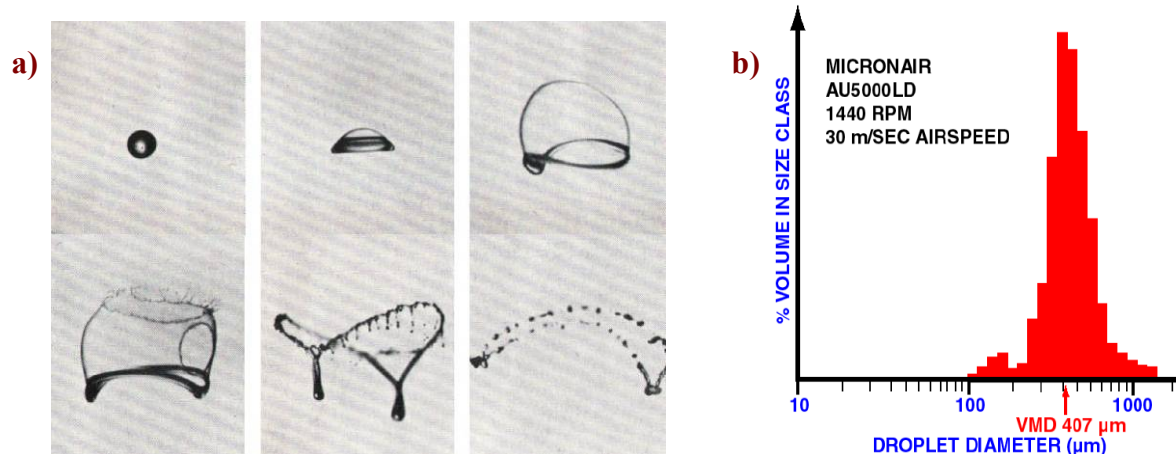 a)
b)
MICRONAIR
AU5000LD
1440 RPM
30 m/SEC AIRSPEED
% VOLUME IN SIZE CLASS
10
100
1000
VMD 407 µm
DROPLET DIAMETER (µm)